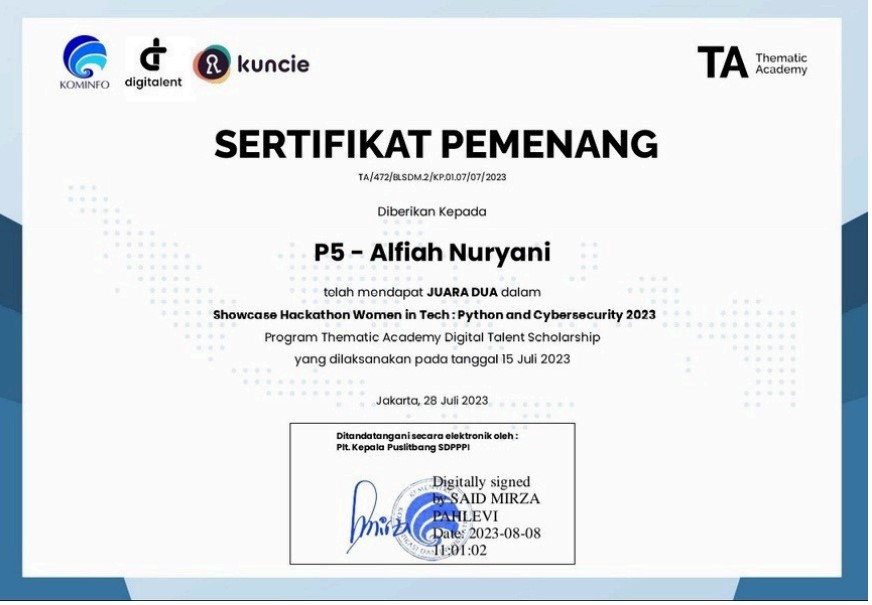 KOMINFO
digitalent
kuncie
TA Thematic
Academy
SERTIFIKAT PEMENANG
TA/472/BLSDM.2/KP.01.07/07/2023
Diberikan Kepada
P5 - Alfiah Nuryani
telah mendapat JUARA DUA dalam
Showcase Hackathon Women in Tech : Python and Cybersecurity 2023
Program Thematic Academy Digital Talent Scholarship
yang dilaksanakan pada tanggal 15 Juli 2023
Jakarta, 28 Juli 2023
Ditandatangani secara elektronik oleh :
Plt. Kepala Puslitbang SDPPPI
Digitally signed
by SAID MIRZA
PAHLEVI
Date: 2023-08-08
11:01:02